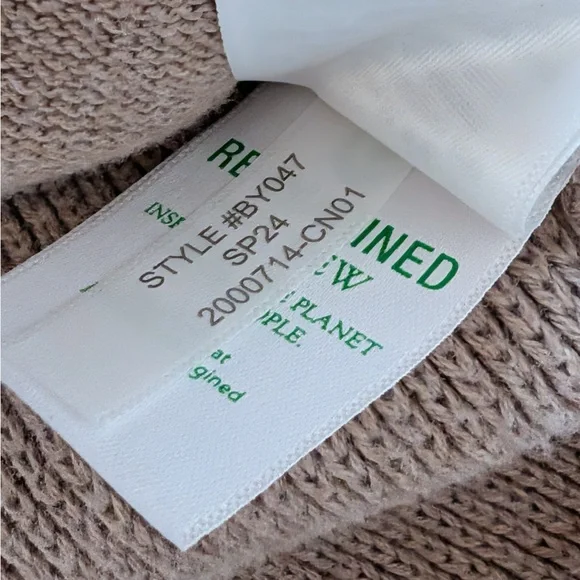 STYLE #BY047
SP24
2000714-CN01
RE INED
INS EW
PLANET
PLE.
at
gined